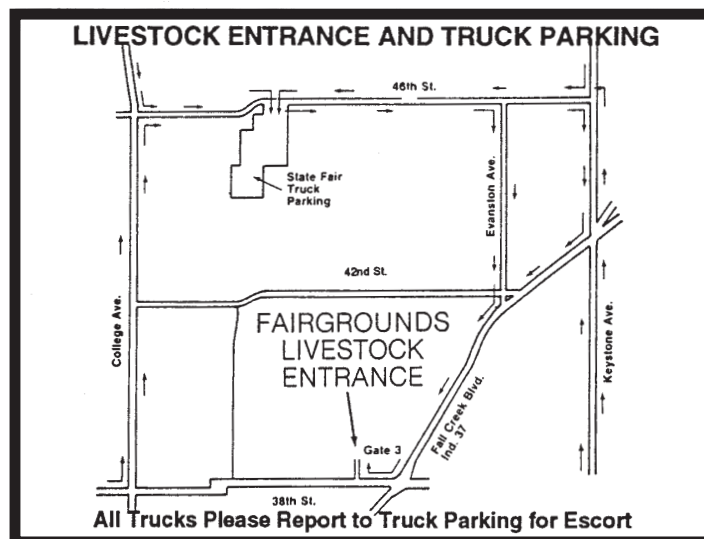 LIVESTOCK ENTRANCE AND TRUCK PARKING
46th St.
State Fair
Truck
Parking
Evanston Ave.
42nd St.
College Ave.
FAIRGROUNDS
LIVESTOCK
ENTRANCE
Keystone Ave.
Fall Creek Blvd.
Ind. 37
Gate 3
38th St.
All Trucks Please Report to Truck Parking for Escort